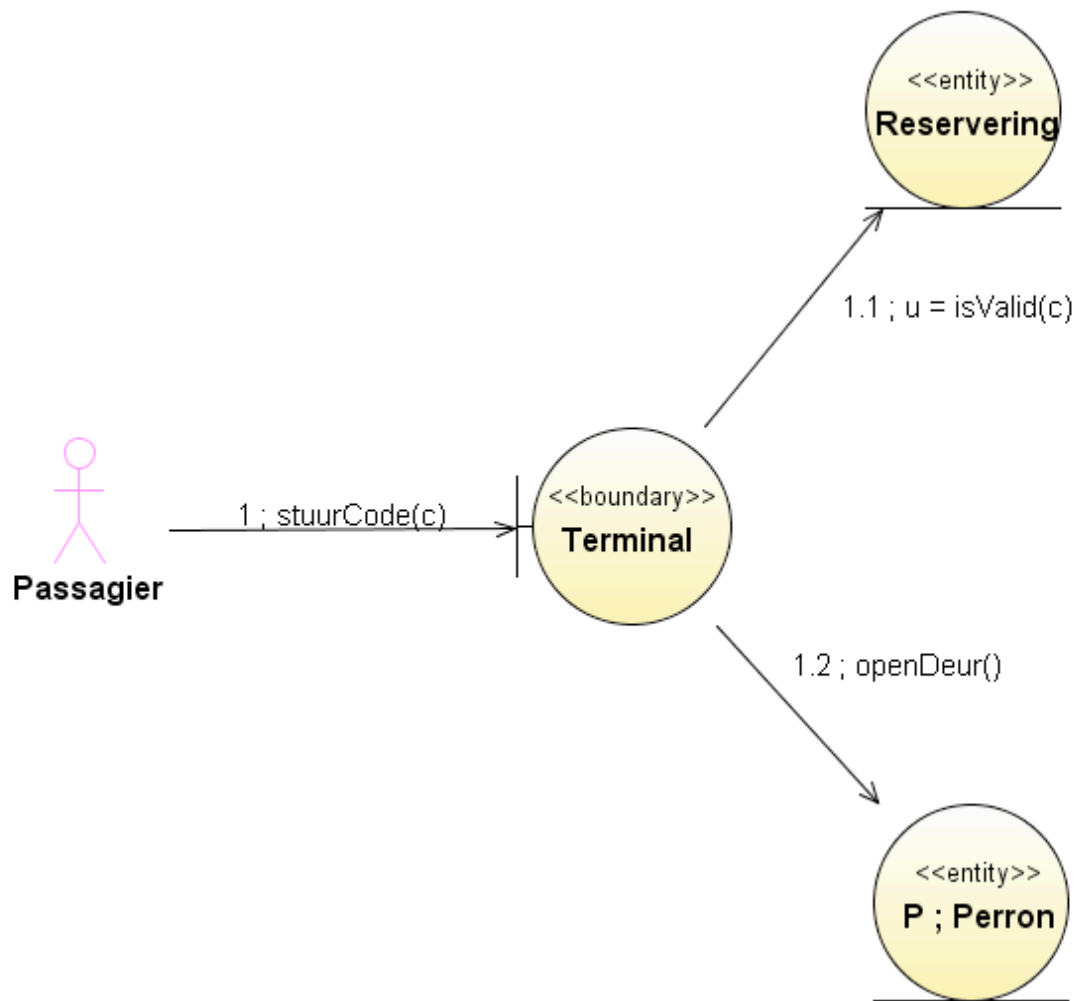 <<entity>>
Reservering
1.1 ; u = isValid(c)
1 ; stuurCode(c)
<<boundary>>
Terminal
Passagier
1.2 ; openDeur()
<<entity>>
P ; Perron